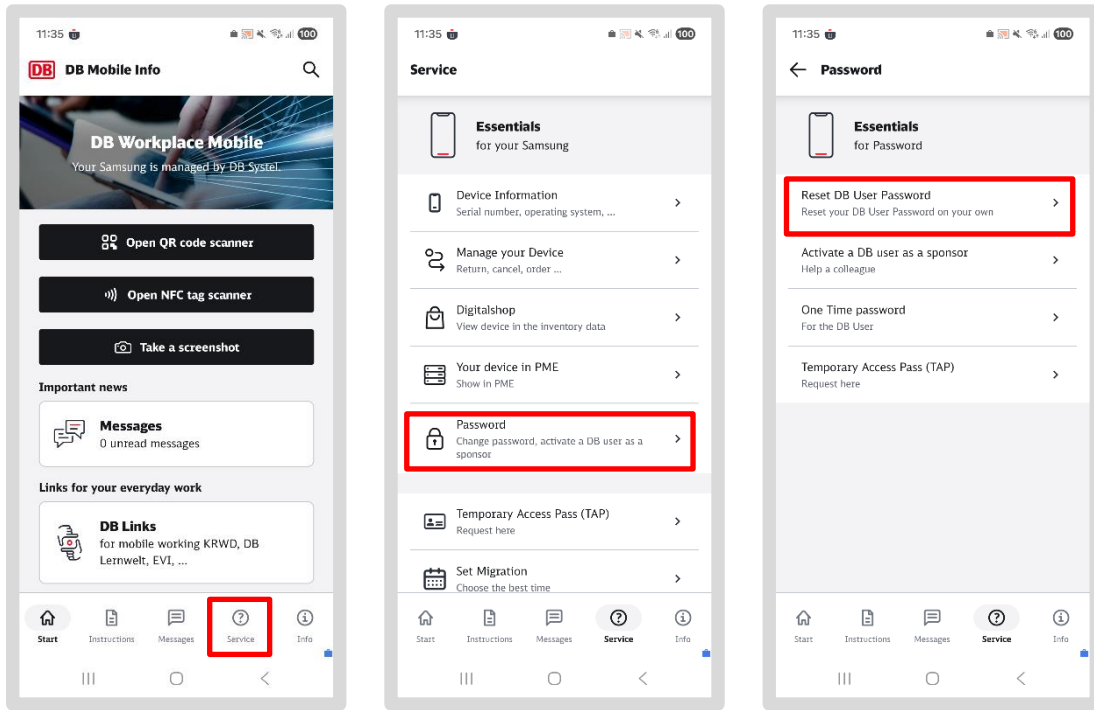 11:35
100
DB DB Mobile Info
DB Workplace Mobile
Your Samsung is managed by DB Systel.
Open QR code scanner
Open NFC tag scanner
Take a screenshot
Important news
Messages
0 unread messages
Links for your everyday work
DB Links
for mobile working KRWD, DB
Lernwelt, EVI, ...
Start
Instructions
Messages
Service
Info
11:35
100
Service
Essentials
for your Samsung
Device Information
Serial number, operating system, ...
Manage your Device
Return, cancel, order ...
Digitalshop
View device in the inventory data
Your device in PME
Show in PME
Password
Change password, activate a DB user as a
sponsor
Temporary Access Pass (TAP)
Request here
Set Migration
Choose the best time
Start
Instructions
Messages
Service
Info
11:35
100
Password
Essentials
for Password
Reset DB User Password
Reset your DB User Password on your own
Activate a DB user as a sponsor
Help a colleague
One Time password
For the DB User
Temporary Access Pass (TAP)
Request here
Start
Instructions
Messages
Service
Info